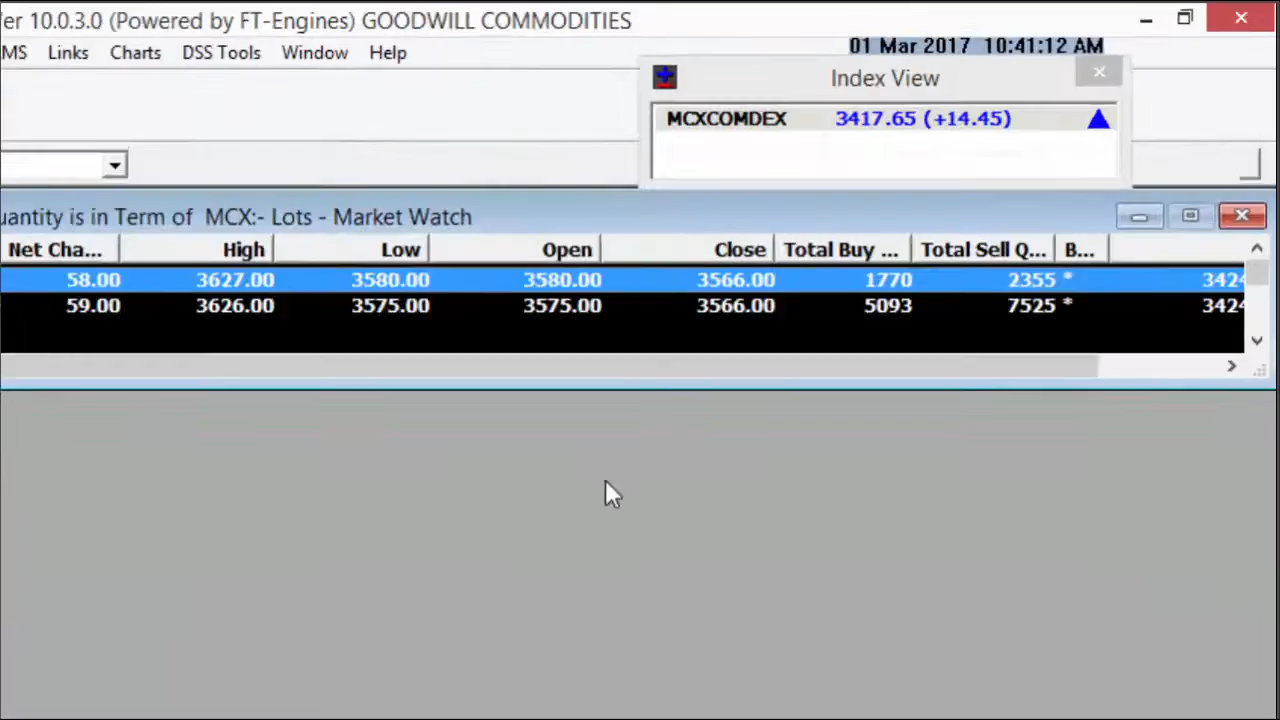 er 10.0.3.0 (Powered by FT-Engines) GOODWILL COMMODITIES
MS Links Charts DSS Tools Window Help
01 Mar 2017 10:41:12 AM
Index View
MCXCOMDEX 3417.65 (+14.45)
uantity is in Term of MCX:- Lots - Market Watch
Net Cha... High Low Open Close Total Buy ... Total Sell Q... B...
58.00 3627.00 3580.00 3580.00 3566.00 1770 2355 * 3424
59.00 3626.00 3575.00 3575.00 3566.00 5093 7525 * 3424